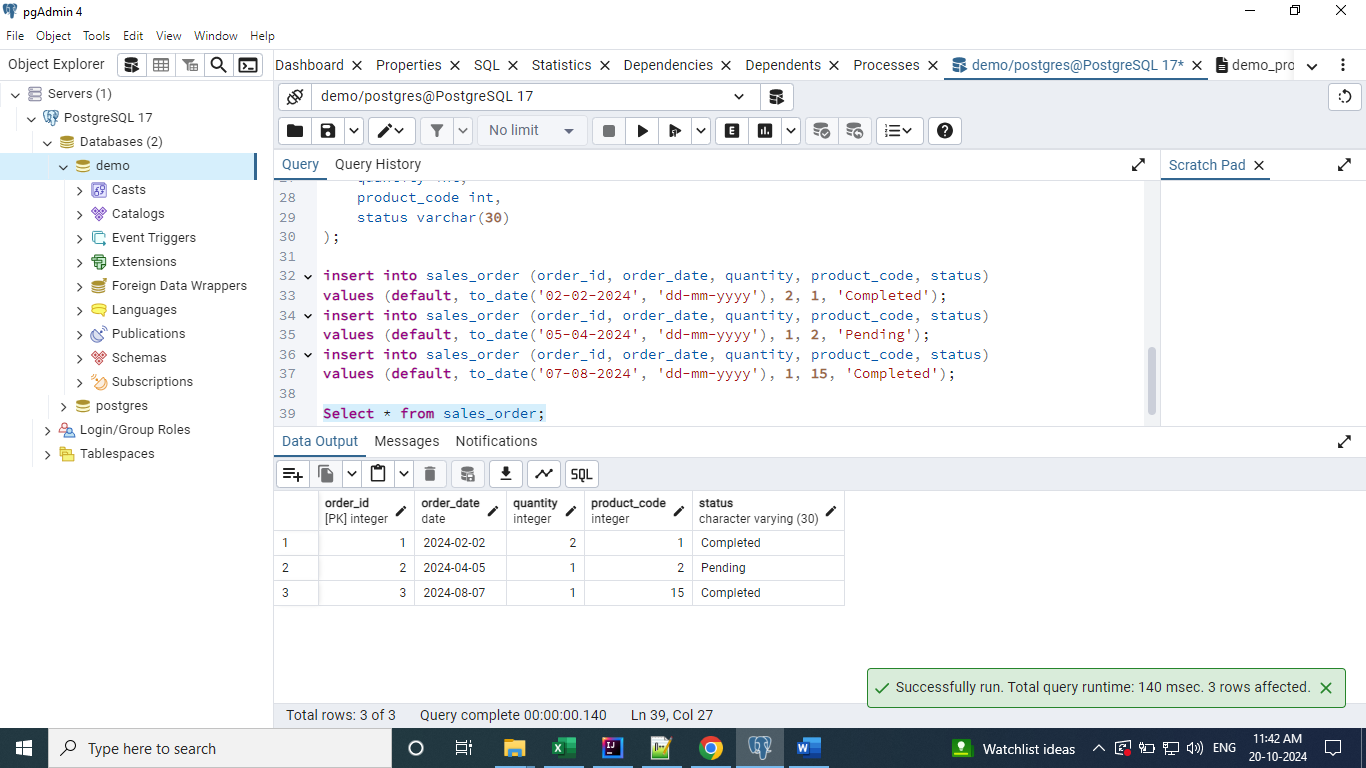 pgAdmin 4
File Object Tools Edit View Window Help
Object Explorer
Dashboard Properties SQL Statistics Dependencies Dependents Processes demo/postgres@PostgreSQL 17* demo_pro
Servers (1)
PostgreSQL 17
Databases (2)
demo
Casts
Catalogs
Event Triggers
Extensions
Foreign Data Wrappers
Languages
Publications
Schemas
Subscriptions
postgres
Login/Group Roles
Tablespaces
demo/postgres@PostgreSQL 17
No limit
E
Query Query History
Scratch Pad
28 product_code int,
29 status varchar(30)
30 );
31
32 insert into sales_order (order_id, order_date, quantity, product_code, status)
33 values (default, to_date('02-02-2024', 'dd-mm-yyyy'), 2, 1, 'Completed');
34 insert into sales_order (order_id, order_date, quantity, product_code, status)
35 values (default, to_date('05-04-2024', 'dd-mm-yyyy'), 1, 2, 'Pending');
36 insert into sales_order (order_id, order_date, quantity, product_code, status)
37 values (default, to_date('07-08-2024', 'dd-mm-yyyy'), 1, 15, 'Completed');
38
39 Select * from sales_order;
Data Output Messages Notifications
SQL
order_id order_date quantity product_code status
[PK] integer date integer integer character varying (30)
1 1 2024-02-02 2 1 Completed
2 2 2024-04-05 1 2 Pending
3 3 2024-08-07 1 15 Completed
Successfully run. Total query runtime: 140 msec. 3 rows affected.
Total rows: 3 of 3 Query complete 00:00:00.140 Ln 39, Col 27
Type here to search
Watchlist ideas
ENG
11:42 AM
20-10-2024